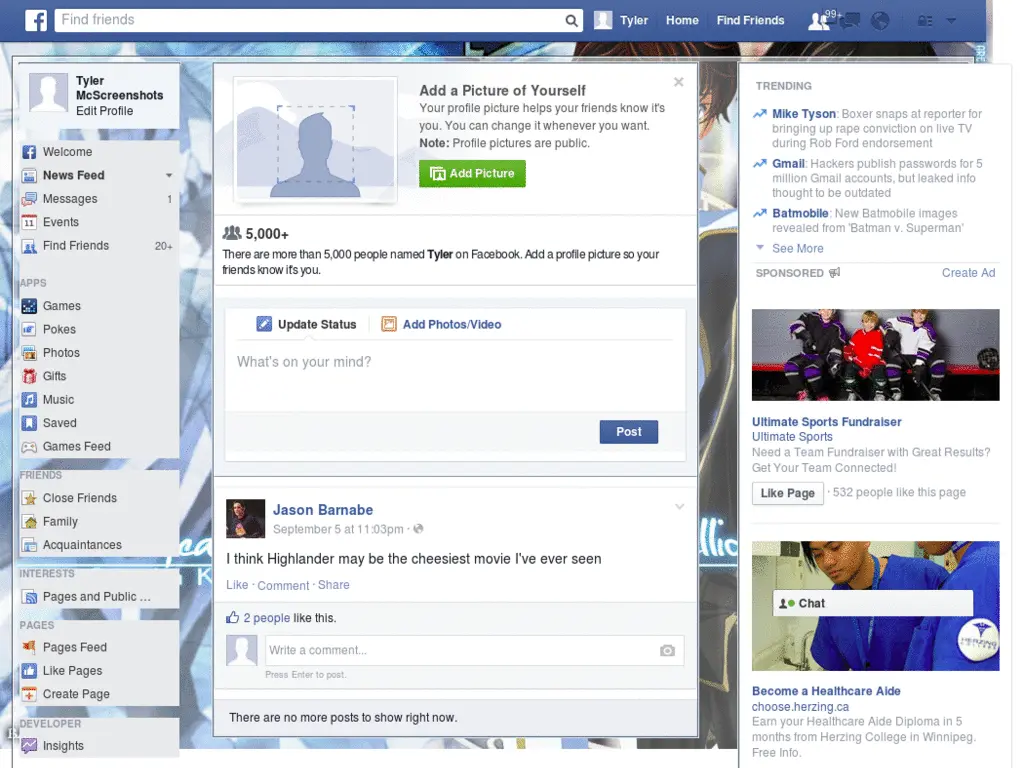 f
Find friends
Tyler
Home
Find Friends
99+
Tyler
McScreenshots
Edit Profile
Welcome
News Feed
Messages 1
11 Events
Find Friends 20+
APPS
Games
Pokes
Photos
Gifts
Music
Saved
Games Feed
FRIENDS
Close Friends
Family
Acquaintances
INTERESTS
Pages and Public ...
PAGES
Pages Feed
Like Pages
Create Page
DEVELOPER
Insights
Add a Picture of Yourself
Your profile picture helps your friends know it's
you. You can change it whenever you want.
Note: Profile pictures are public.
Add Picture
5,000+
There are more than 5,000 people named Tyler on Facebook. Add a profile picture so your
friends know it's you.
Update Status
Add Photos/Video
What's on your mind?
Post
Jason Barnabe
September 5 at 11:03pm ·
I think Highlander may be the cheesiest movie I've ever seen
Like · Comment · Share
2 people like this.
Write a comment...
Press Enter to post.
There are no more posts to show right now.
TRENDING
Mike Tyson: Boxer snaps at reporter for
bringing up rape conviction on live TV
during Rob Ford endorsement
Gmail: Hackers publish passwords for 5
million Gmail accounts, but leaked info
thought to be outdated
Batmobile: New Batmobile images
revealed from 'Batman v. Superman'
See More
SPONSORED
Create Ad
Ultimate Sports Fundraiser
Ultimate Sports
Need a Team Fundraiser with Great Results?
Get Your Team Connected!
Like Page · 532 people like this page
Chat
HERZING
COLLEGE
Become a Healthcare Aide
choose.herzing.ca
Earn your Healthcare Aide Diploma in 5
months from Herzing College in Winnipeg.
Free Info.